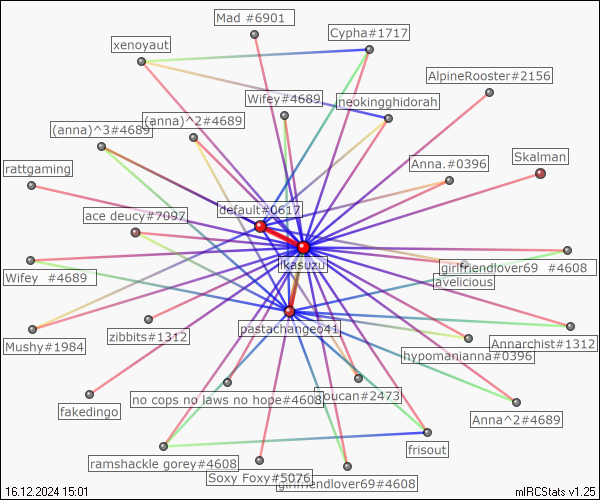 Mad #6901
Cypha#1717
xenoyaut
AlpineRooster#2156
Wifey#4689
neokingghidorah
(anna)^2#4689
(anna)^3#4689
Skalman
Anna.#0396
rattgaming
default#0617
ace deucy#7097
ikasuzu
girlfriendlover69 #4608
Wifey #4689
avelicious
pastachangeo41
zibbits#1312
Annarchist#1312
Mushy#1984
hypomanianna#0396
no cops no laws no hope#4608
toucan#2473
fakedingo
Anna^2#4689
frisout
ramshackle gorey#4608
Soxy Foxy#5076
girlfriendlover69#4608
16.12.2024 15:01
mIRCStats v1.25